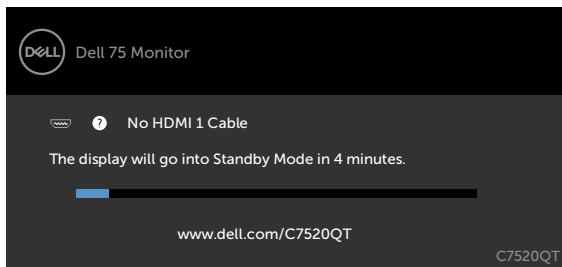 DELL Dell 75 Monitor
? No HDMI 1 Cable
The display will go into Standby Mode in 4 minutes.
www.dell.com/C7520QT
C7520QT